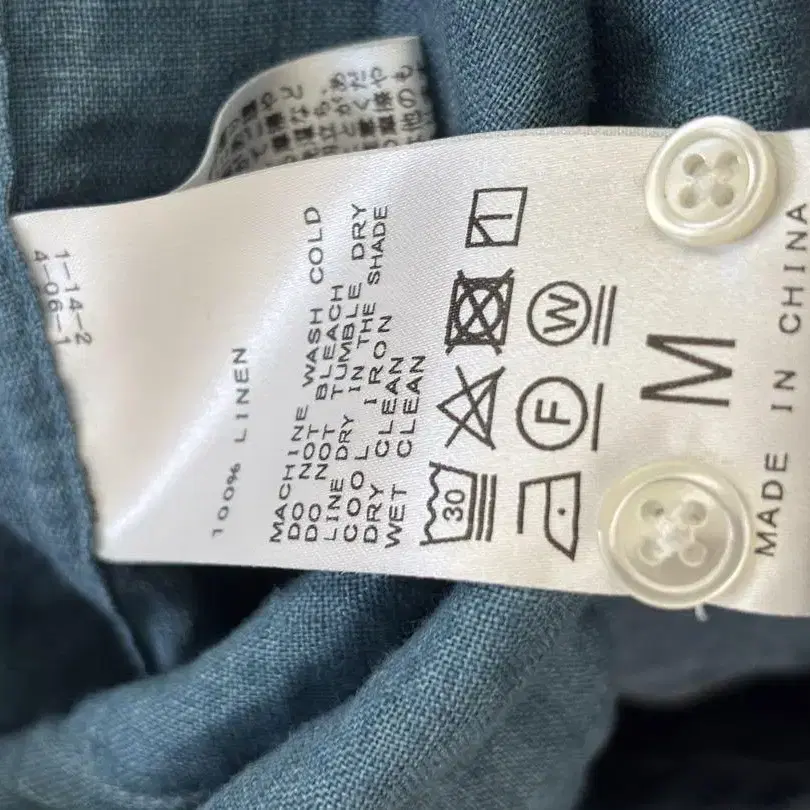 100% LINEN
MACHINE WASH COLD
DO NOT BLEACH
DO NOT TUMBLE DRY
LINE DRY IN THE SHADE
COOL IRON
DRY CLEAN
WET CLEAN
30
F
W
M
MADE IN CHINA
1-14-2
4-06-1